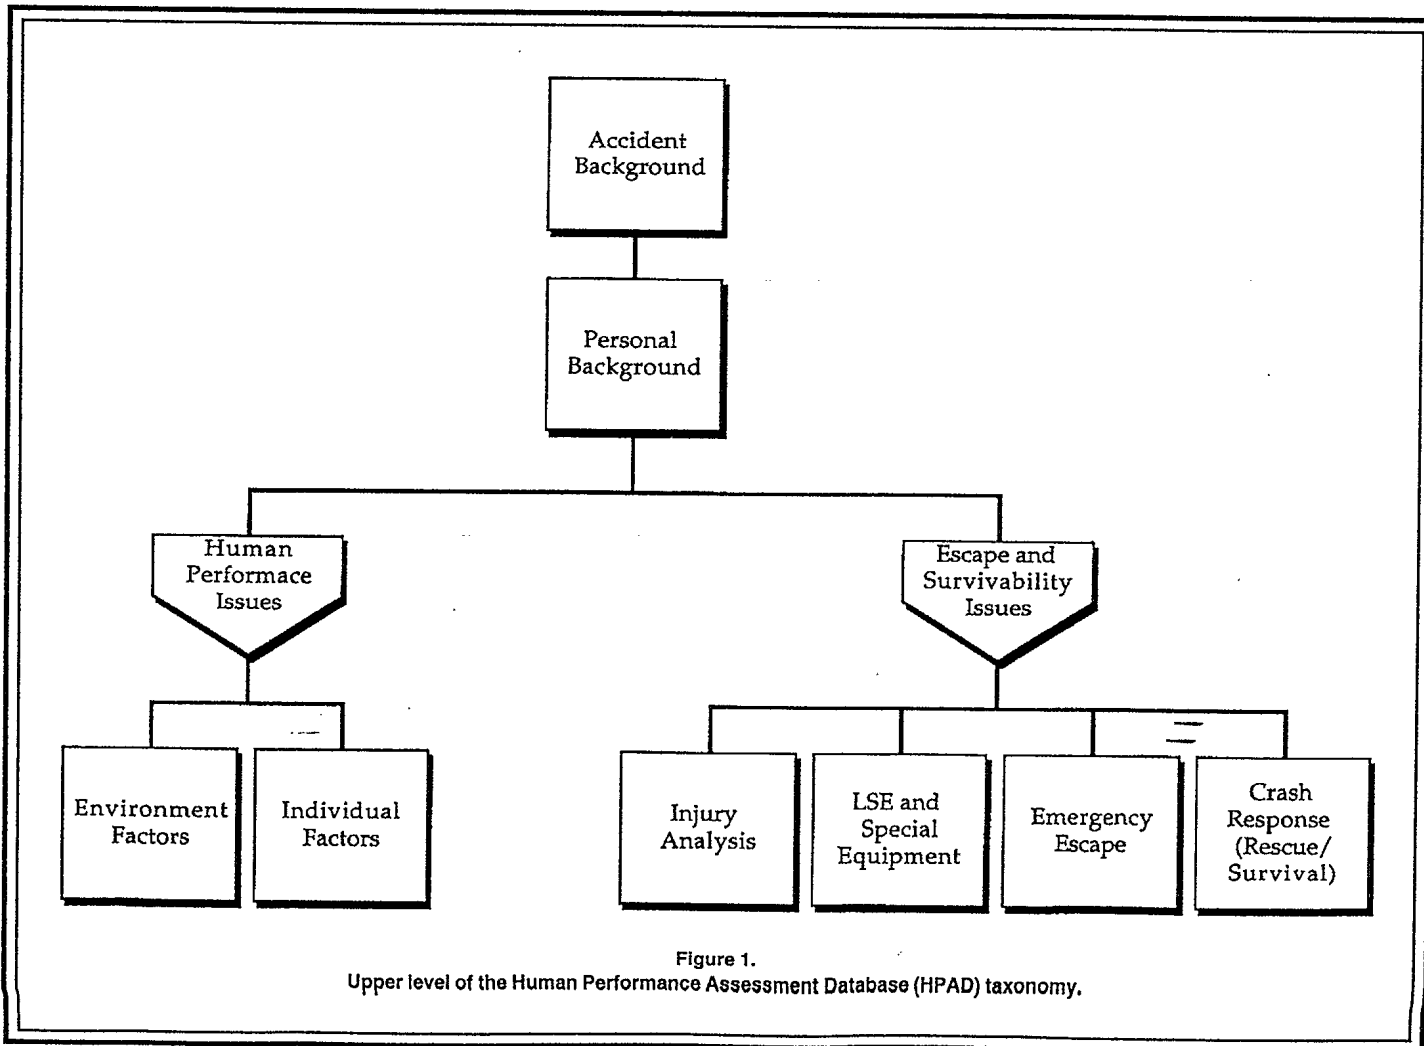 Accident
Background
Personal
Background
Human
Performace
Issues
Escape and
Survivability
Issues
Environment
Factors
Individual
Factors
Injury
Analysis
LSE and
Special
Equipment
Emergency
Escape
Crash
Response
(Rescue/
Survival)
Figure 1.
Upper level of the Human Performance Assessment Database (HPAD) taxonomy.